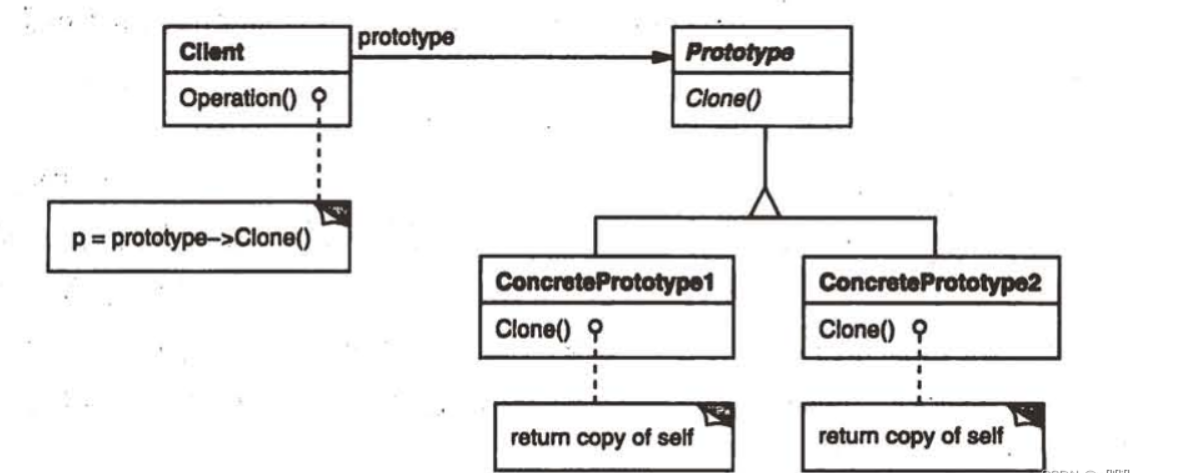 Client
prototype
Prototype
Operation()
Clone()
p = prototype->Clone()
ConcretePrototype1
ConcretePrototype2
Clone()
Clone()
return copy of self
return copy of self